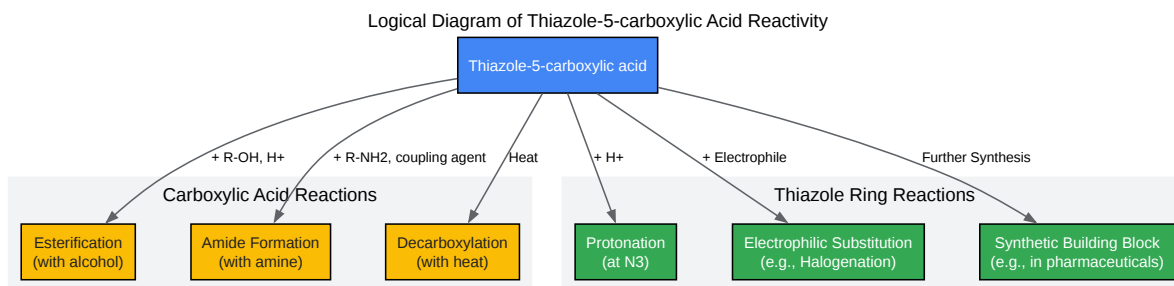 Logical Diagram of Thiazole-5-carboxylic Acid Reactivity
Thiazole-5-carboxylic acid
+ R-OH, H+
+ R-NH2, coupling agent
Heat
+ H+
+ Electrophile
Further Synthesis
Carboxylic Acid Reactions
Thiazole Ring Reactions
Esterification
(with alcohol)
Amide Formation
(with amine)
Decarboxylation
(with heat)
Protonation
(at N3)
Electrophilic Substitution
(e.g., Halogenation)
Synthetic Building Block
(e.g., in pharmaceuticals)